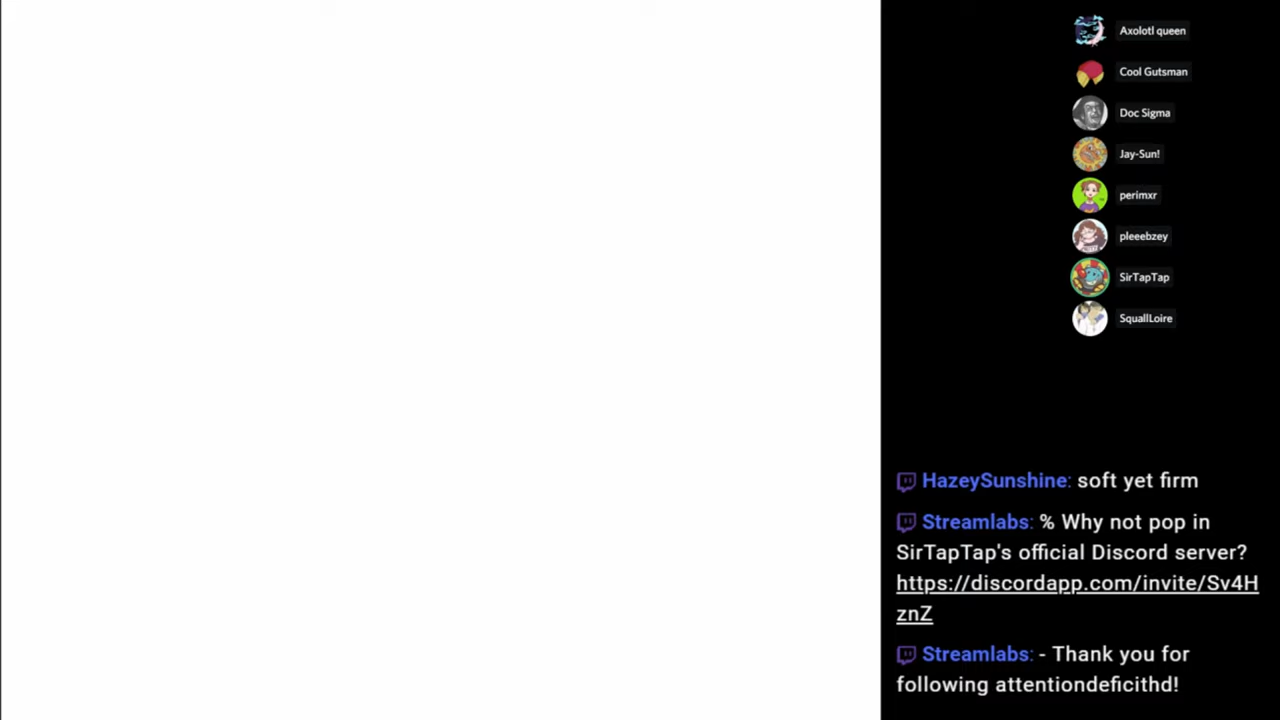 Axolotl queen
Cool Gutsman
Doc Sigma
Jay-Sun!
perimxr
pleeebzey
SirTapTap
SquallLoire
HazeySunshine: soft yet firm
Streamlabs: % Why not pop in
SirTapTap's official Discord server?
https://discordapp.com/invite/Sv4H
znZ
Streamlabs: - Thank you for
following attentiondeficithd!